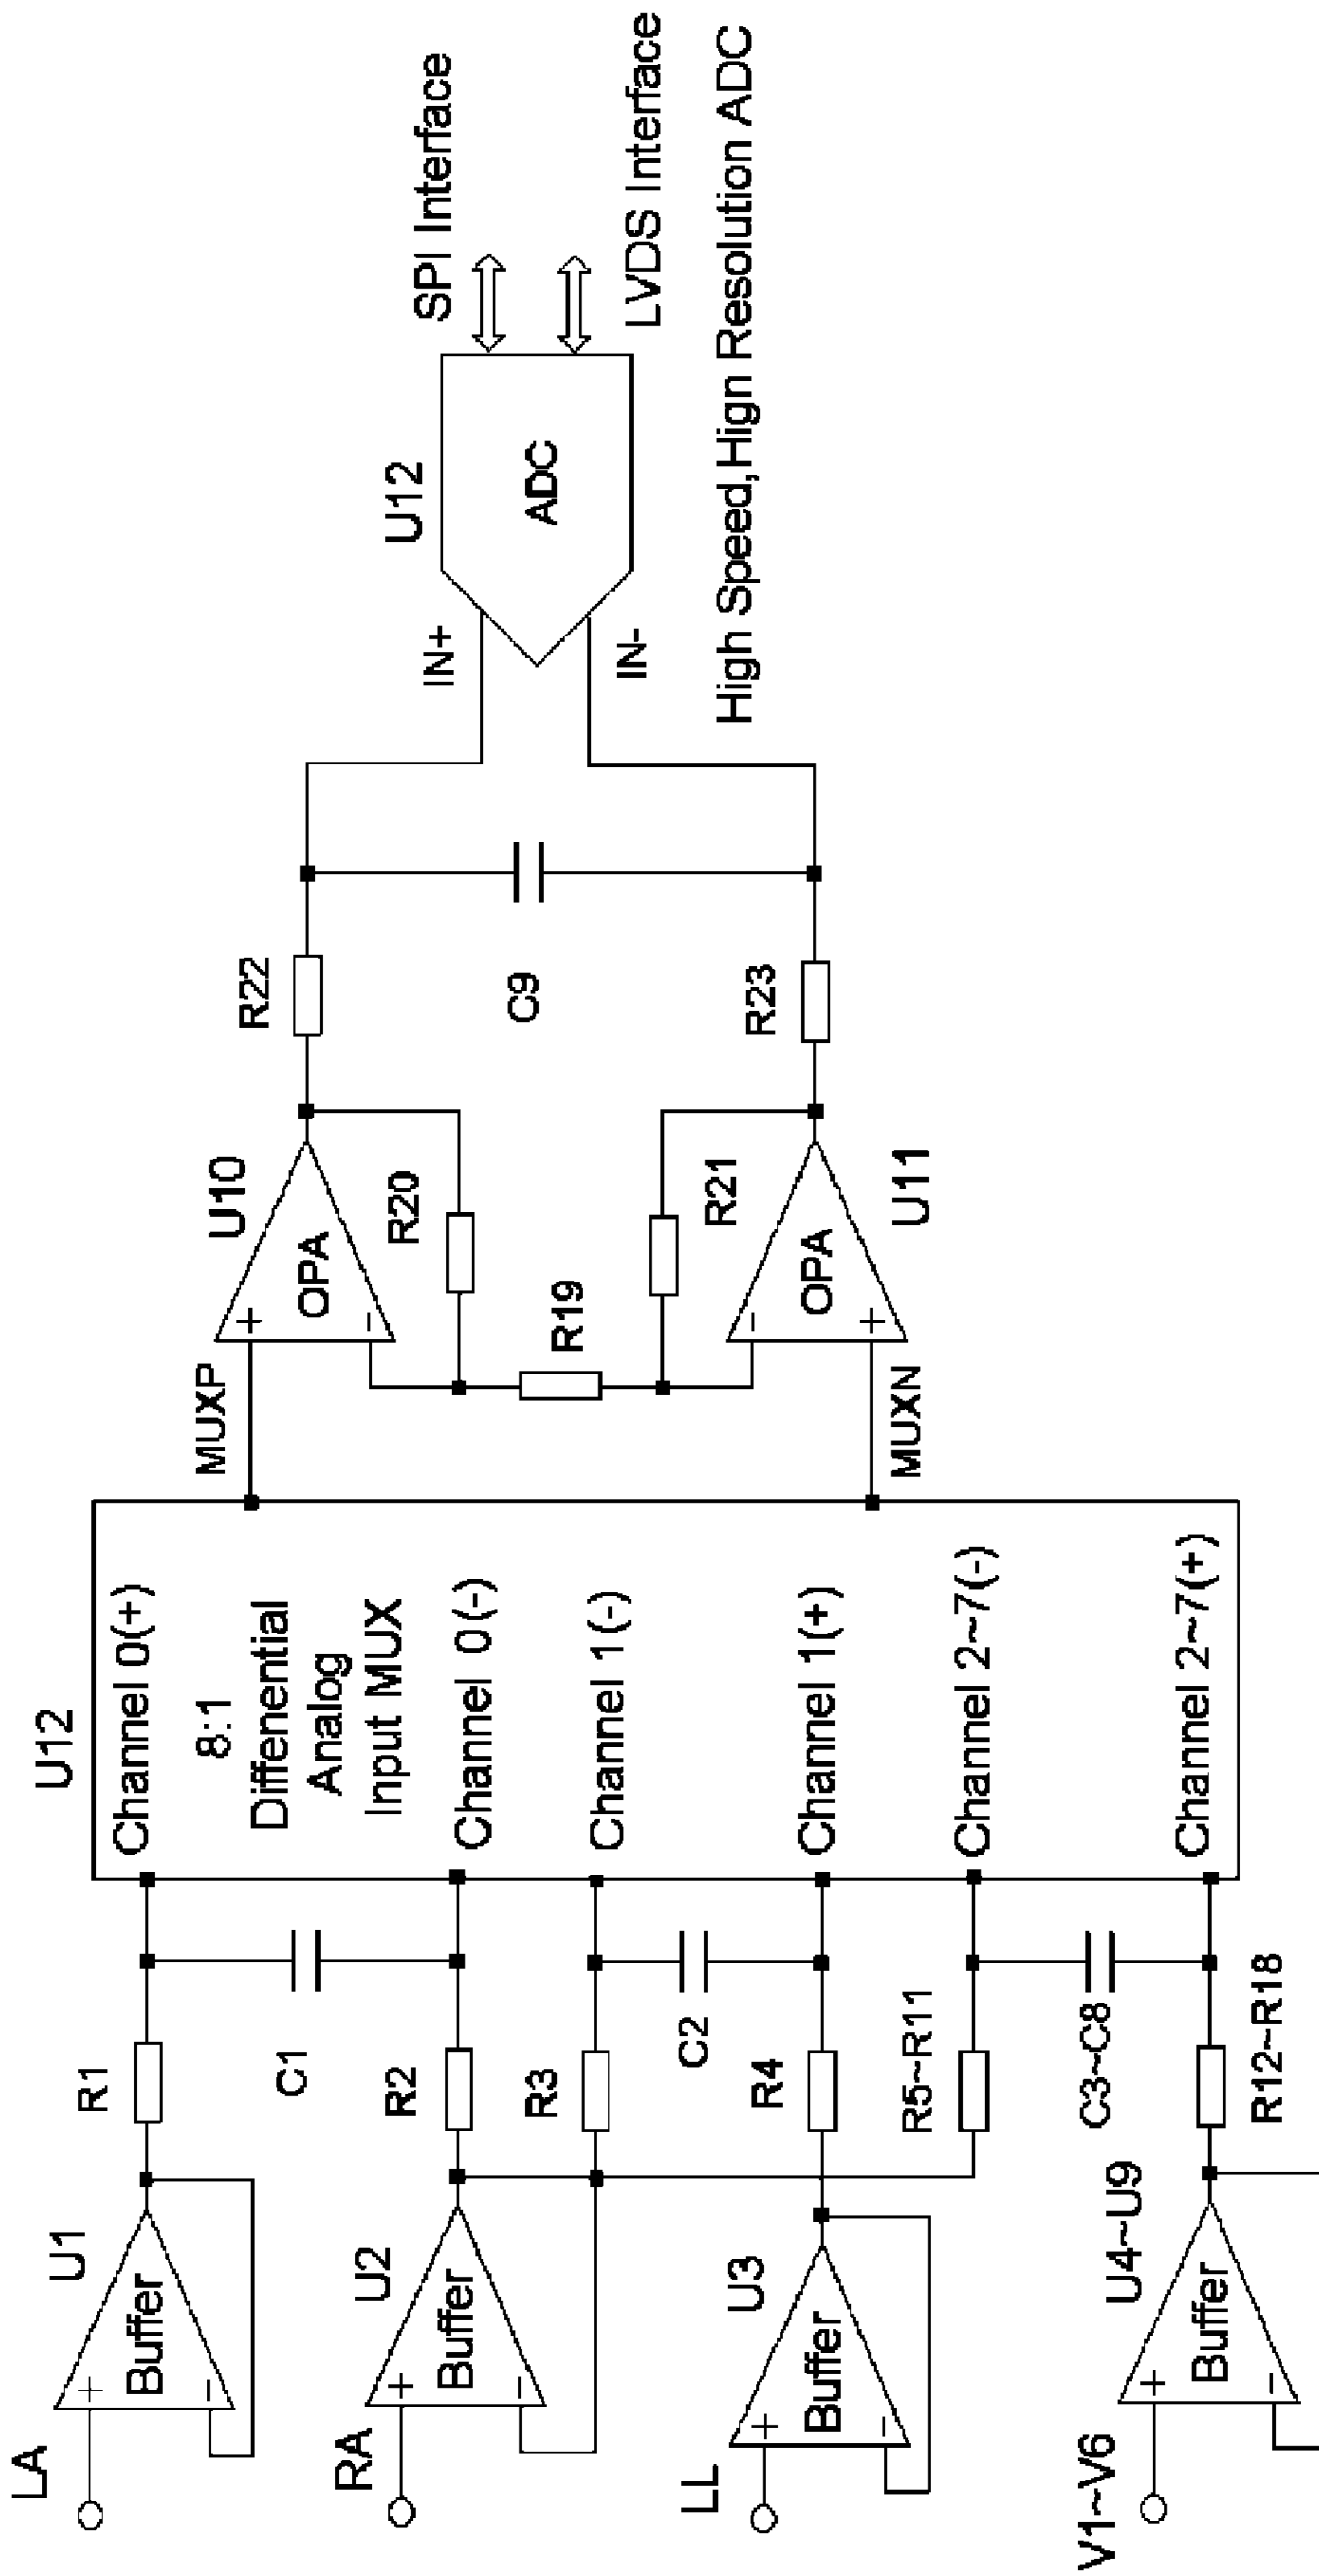 LA
+
-
Buffer
U1
R1
C1
RA
+
-
Buffer
U2
R2
R3
C2
LL
+
-
Buffer
U3
R4
R5~R11
C3~C8
V1~V6
+
-
Buffer
U4~U9
R12~R18
U12
Channel 0(+)
8:1
Diffenential
Analog
Input MUX
Channel 0(-)
Channel 1(-)
Channel 1(+)
Channel 2~7(-)
Channel 2~7(+)
MUXP
+
-
OPA
U10
R20
R19
R21
MUXN
-
+
OPA
U11
R22
C9
R23
IN+
IN-
U12
ADC
SPI Interface
LVDS Interface
High Speed,Hign Resolution ADC